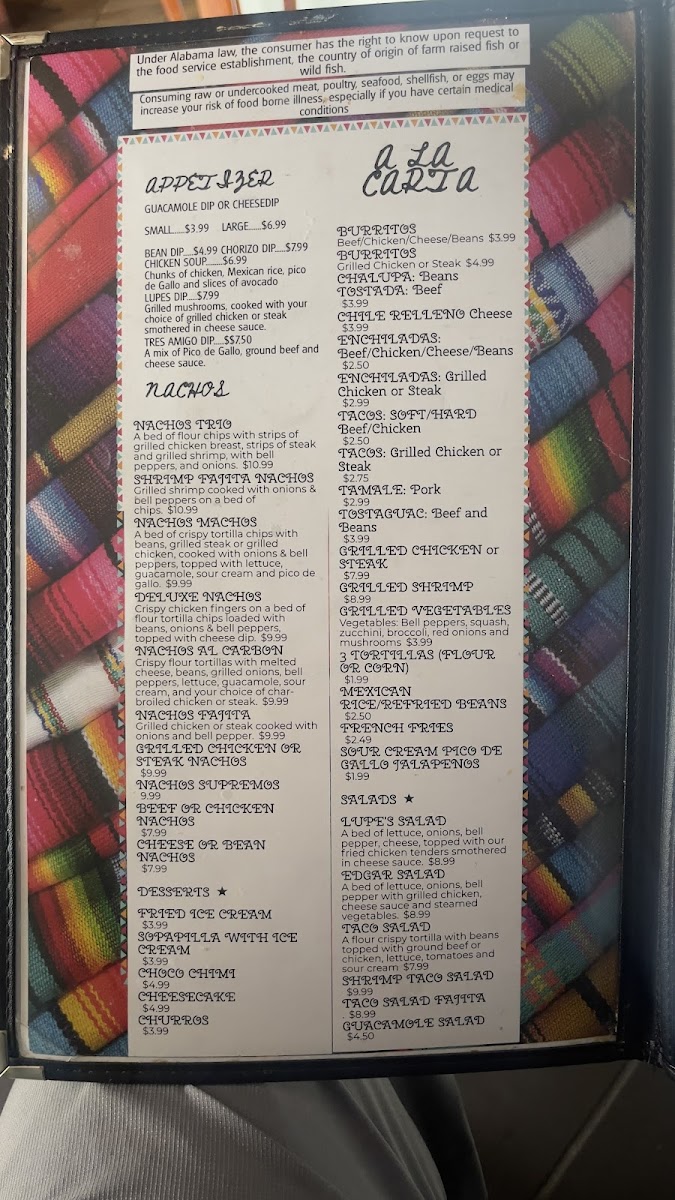 Under Alabama law, the consumer has the right to know upon request to
the food service establishment, the country of origin of farm raised fish or
wild fish.
Consuming raw or undercooked meat, poultry, seafood, shellfish, or eggs may
increase your risk of food borne illness, especially if you have certain medical
conditions
APPETIZER
GUACAMOLE DIP OR CHEESEDIP
SMALL......$3.99 LARGE.....$6.99
BEAN DIP.....$4.99 CHORIZO DIP.....$7.99
CHICKEN SOUP........$6.99
Chunks of chicken, Mexican rice, pico
de Gallo and slices of avocado
LUPES DIP....$7.99
Grilled mushrooms, cooked with your
choice of grilled chicken or steak
smothered in cheese sauce.
TRES AMIGO DIP.....$$7.50
A mix of Pico de Gallo, ground beef and
cheese sauce.
NACHOS
NACHOS TRIO
A bed of flour chips with strips of
grilled chicken breast, strips of steak
and grilled shrimp, with bell
peppers, and onions. $10.99
SHRIMP FAJITA NACHOS
Grilled shrimp cooked with onions &
bell peppers on a bed of
chips. $10.99
NACHOS MACHOS
A bed of crispy tortilla chips with
beans, grilled steak or grilled
chicken, cooked with onions & bell
peppers, topped with lettuce,
guacamole, sour cream and pico de
gallo. $9.99
DELUXE NACHOS
Crispy chicken fingers on a bed of
flour tortilla chips loaded with
beans, onions & bell peppers,
topped with cheese dip. $9.99
NACHOS AL CARBON
Crispy flour tortillas with melted
cheese, beans, grilled onions, bell
peppers, lettuce, guacamole, sour
cream, and your choice of char-
broiled chicken or steak. $9.99
NACHOS FAJITA
Grilled chicken or steak cooked with
onions and bell pepper. $9.99
GRILLED CHICKEN OR
STEAK NACHOS
$9.99
NACHOS SUPREMOS
9.99
BEEF OR CHICKEN
NACHOS
$7.99
CHEESE OR BEAN
NACHOS
$7.99
DESSERTS ★
FRIED ICE CREAM
$3.99
SOPAPILLA WITH ICE
CREAM
$3.99
CHOCO CHIMI
$4.99
CHEESECAKE
$4.99
CHURROS
$3.99
A LA
CARTA
BURRITOS
Beef/Chicken/Cheese/Beans $3.99
BURRITOS
Grilled Chicken or Steak $4.99
CHALUPA: Beans
TOSTADA: Beef
$3.99
CHILE RELLENO Cheese
$3.99
ENCHILADAS:
Beef/Chicken/Cheese/Beans
$2.50
ENCHILADAS: Grilled
Chicken or Steak
$2.99
TACOS: SOFT/HARD
Beef/Chicken
$2.50
TACOS: Grilled Chicken or
Steak
$2.75
TAMALE: Pork
$2.99
TOSTAGUAC: Beef and
Beans
$3.99
GRILLED CHICKEN or
STEAK
$7.99
GRILLED SHRIMP
$8.99
GRILLED VEGETABLES
Vegetables: Bell peppers, squash,
zucchini, broccoli, red onions and
mushrooms $3.99
3 TORTILLAS (FLOUR
OR CORN)
$1.99
MEXICAN
RICE/REFRIED BEANS
$2.50
FRENCH FRIES
$2.49
SOUR CREAM PICO DE
GALLO JALAPENOS
$1.99
SALADS ★
LUPE'S SALAD
A bed of lettuce, onions, bell
pepper, cheese, topped with our
fried chicken tenders smothered
in cheese sauce. $8.99
EDGAR SALAD
A bed of lettuce, onions, bell
pepper with grilled chicken,
cheese sauce and steamed
vegetables. $8.99
TACO SALAD
A flour crispy tortilla with beans
topped with ground beef or
chicken, lettuce, tomatoes and
sour cream $7.99
SHRIMP TACO SALAD
$9.99
TACO SALAD FAJITA
. $8.99
GUACAMOLE SALAD
$4.50